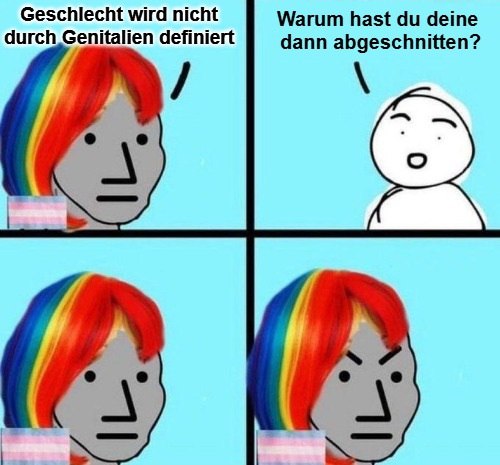 Geschlecht wird nicht
durch Genitalien definiert
Warum hast du deine
dann abgeschnitten?